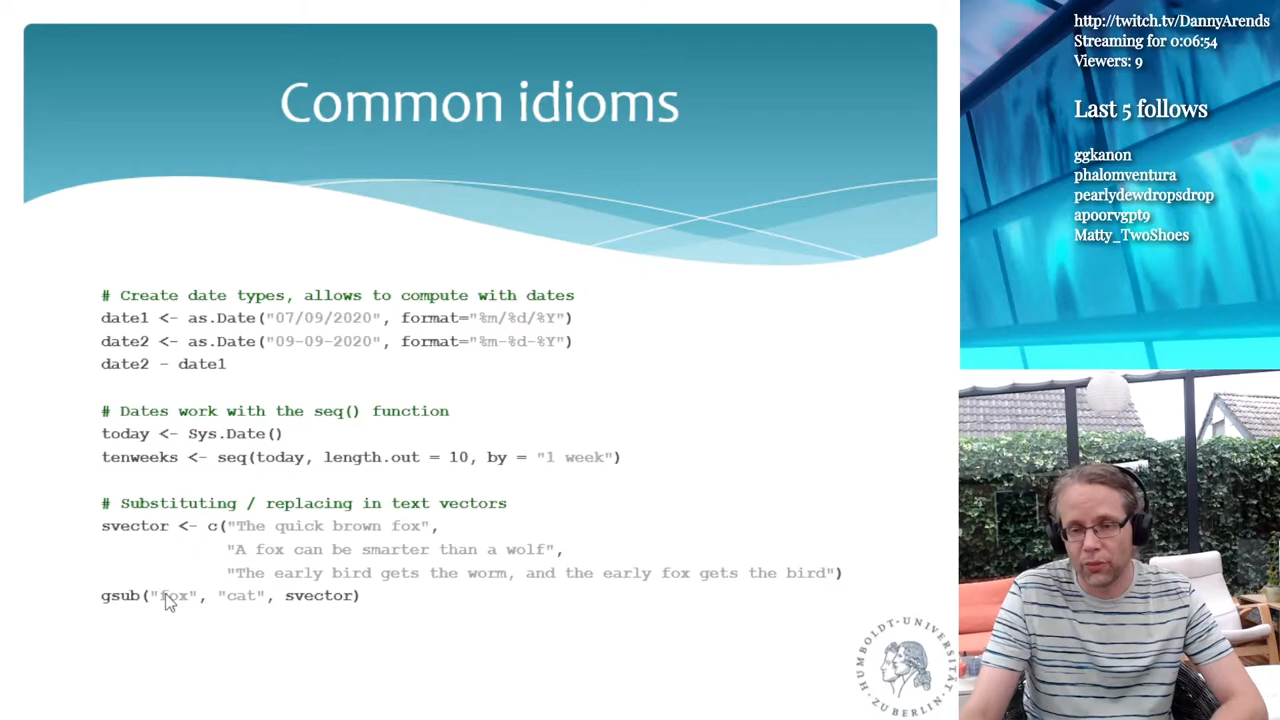 Common idioms
# Create date types, allows to compute with dates
date1 <- as.Date("07/09/2020", format="%m/%d/%Y")
date2 <- as.Date("09-09-2020", format="%m-%d-%Y")
date2 - date1
# Dates work with the seq() function
today <- Sys.Date()
tenweeks <- seq(today, length.out = 10, by = "1 week")
# Substituting / replacing in text vectors
svector <- c("The quick brown fox",
"A fox can be smarter than a wolf",
"The early bird gets the worm, and the early fox gets the bird")
gsub("fox", "cat", svector)
HUMBOLDT-UNIVERSITÄT ZU BERLIN
http://twitch.tv/DannyArends
Streaming for 0:06:54
Viewers: 9
Last 5 follows
ggkanon
phalomventura
pearlydewdropsdrop
apoorvgpt9
Matty_TwoShoes